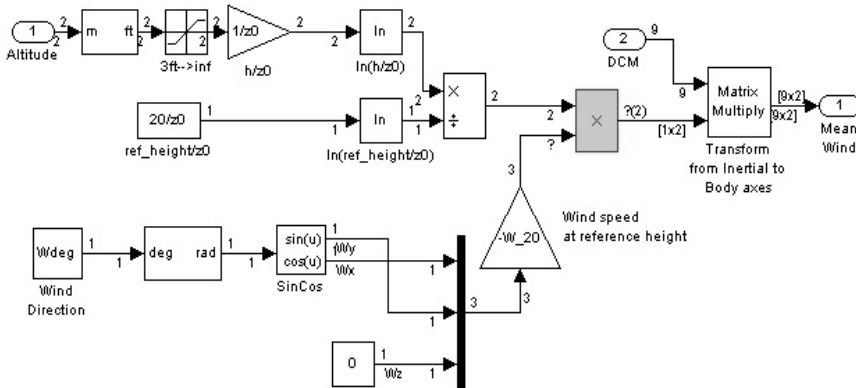 1
2
Altitude
2
m ft
2
2
2
3ft-->inf
1/z0
h/z0
2
2
ln
ln(h/z0)
2
2
×
÷
2
2
20/z0
ref_height/z0
1
1
ln
ln(ref_height/z0)
1
1
×
?
?(2)
[1x2]
2
DCM
9
9
Matrix
Multiply
Transform
from Inertial to
Body axes
[9x2]
[9x2]
1
Mean
Wind
3
-W_20
Wind speed
at reference height
3
Wdeg
Wind
Direction
1
1
deg rad
1
1
sin(u)
cos(u)
SinCos
1
1
Wy
Wx
1
1
3
0
1
Wz
1